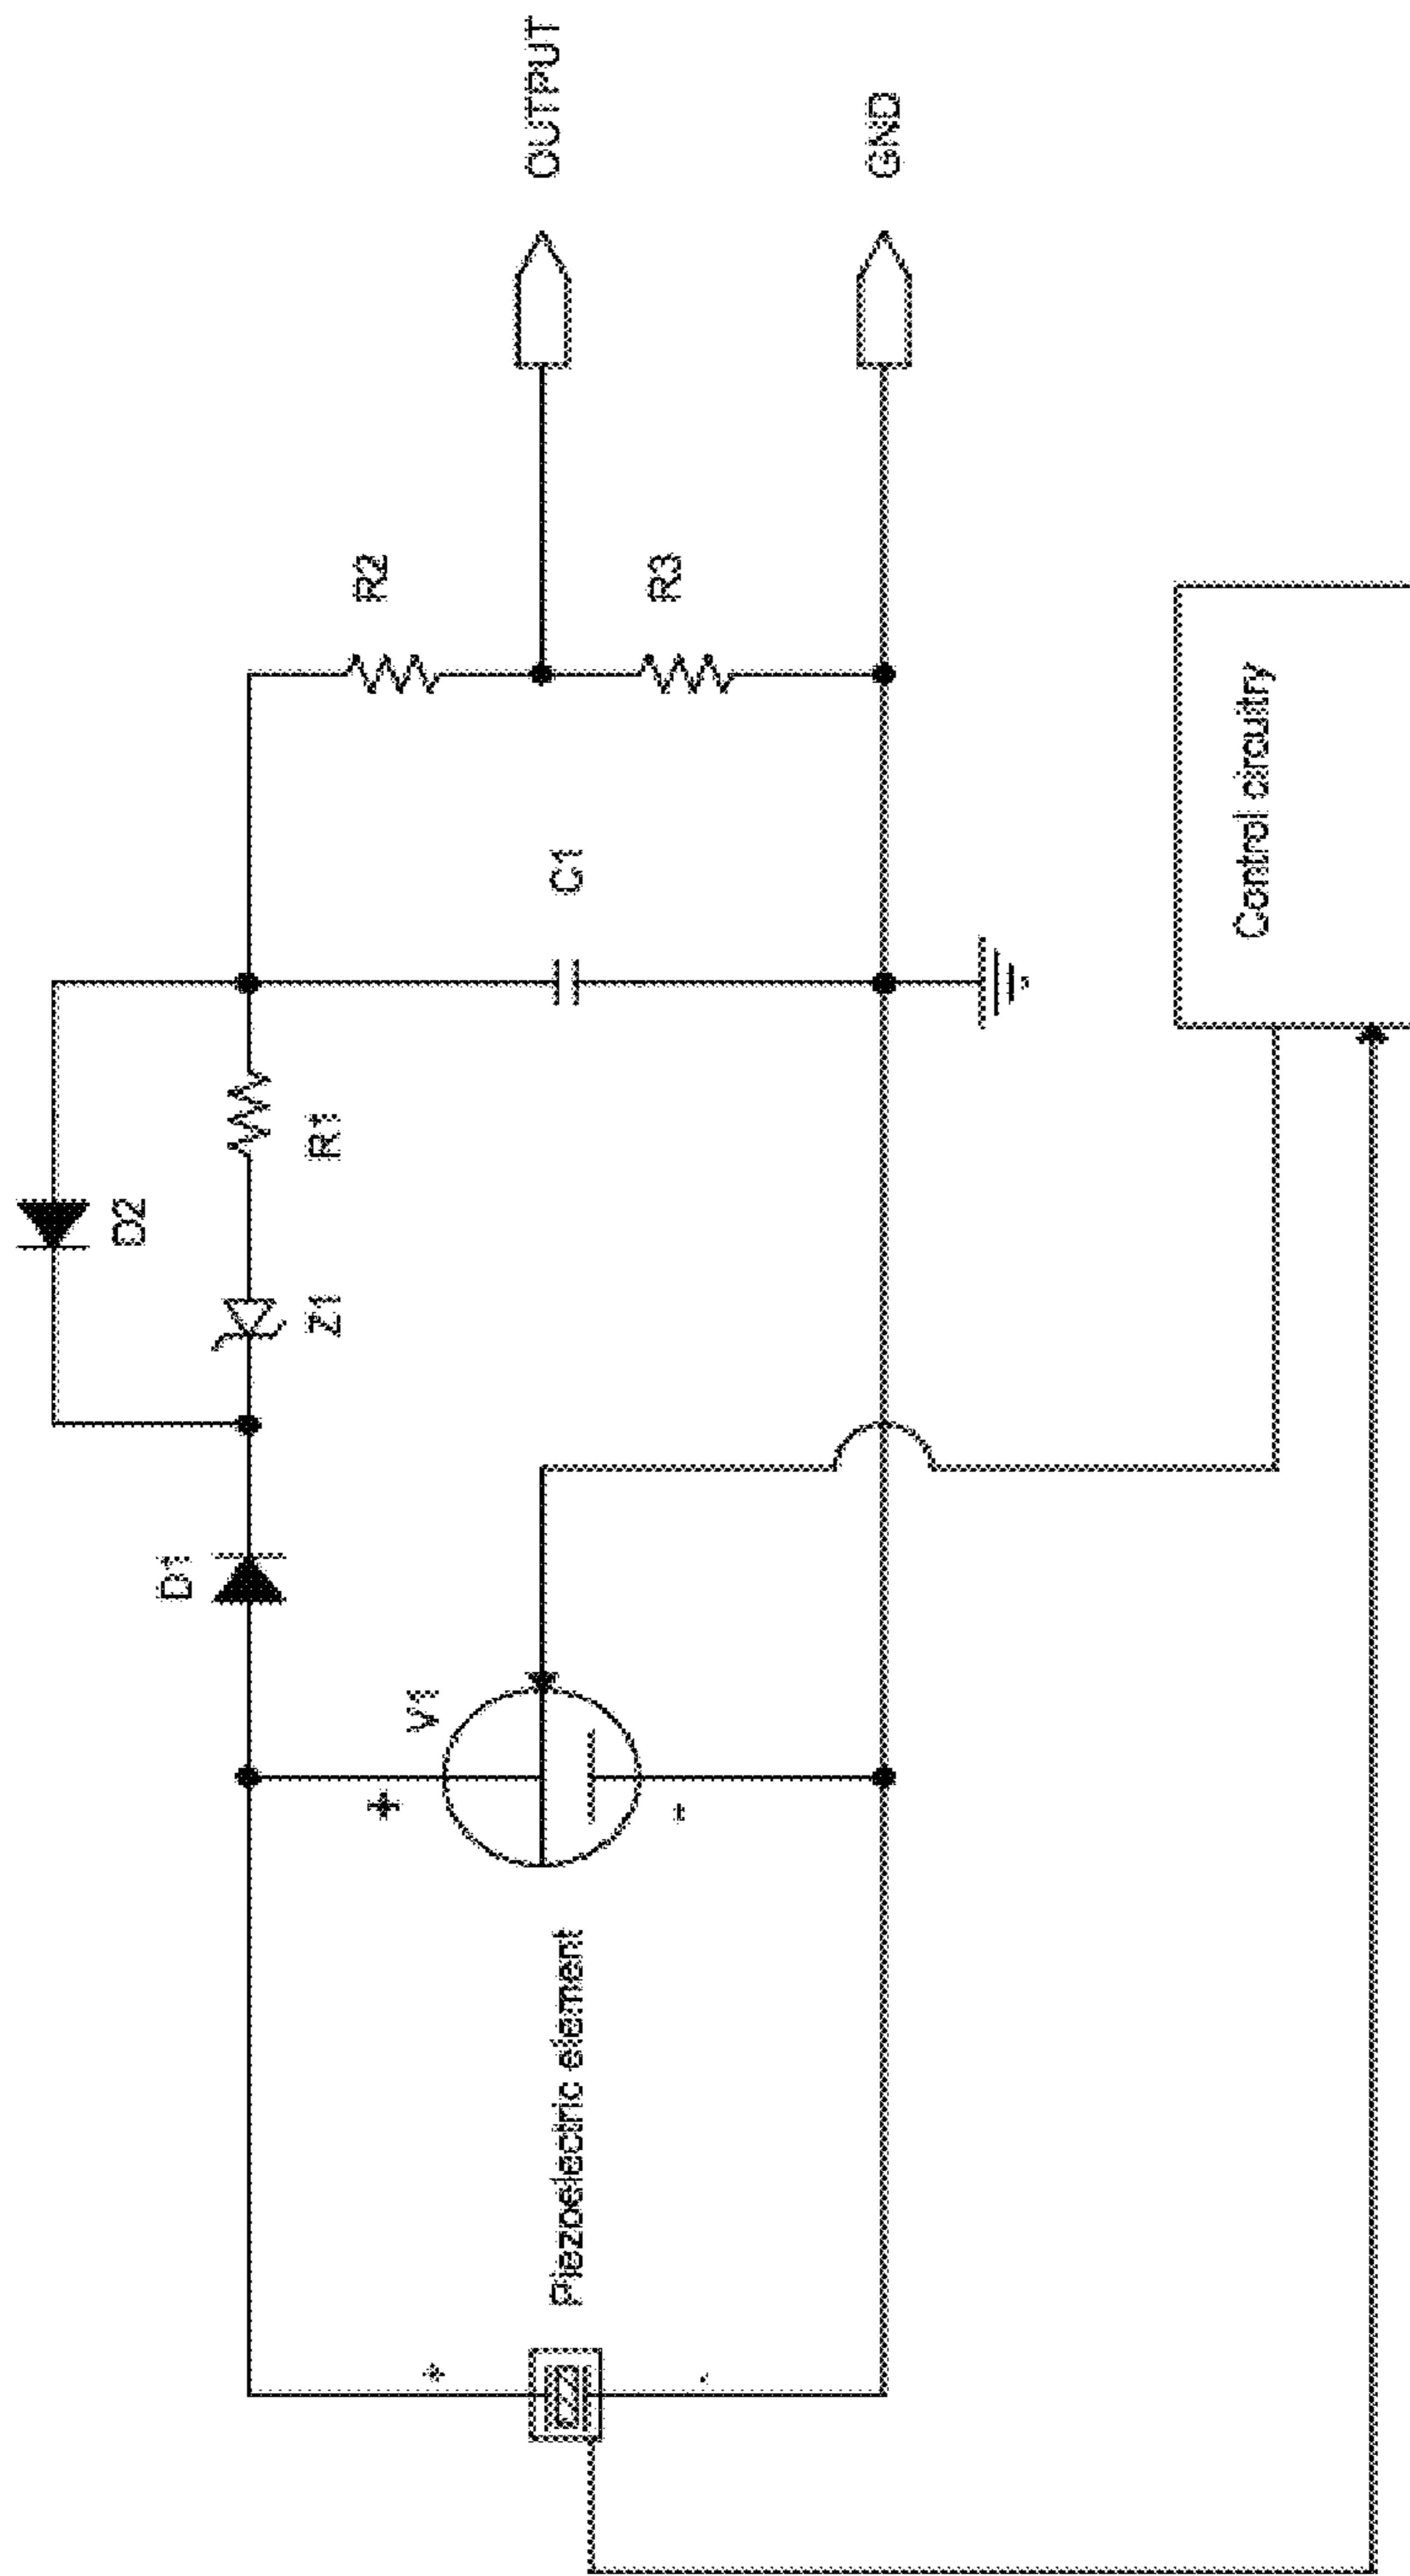 D2
D1
Z1
R1
C1
R2
R3
OUTPUT
GND
+
V1
-
+
Piezoelectric element
-
Control circuitry